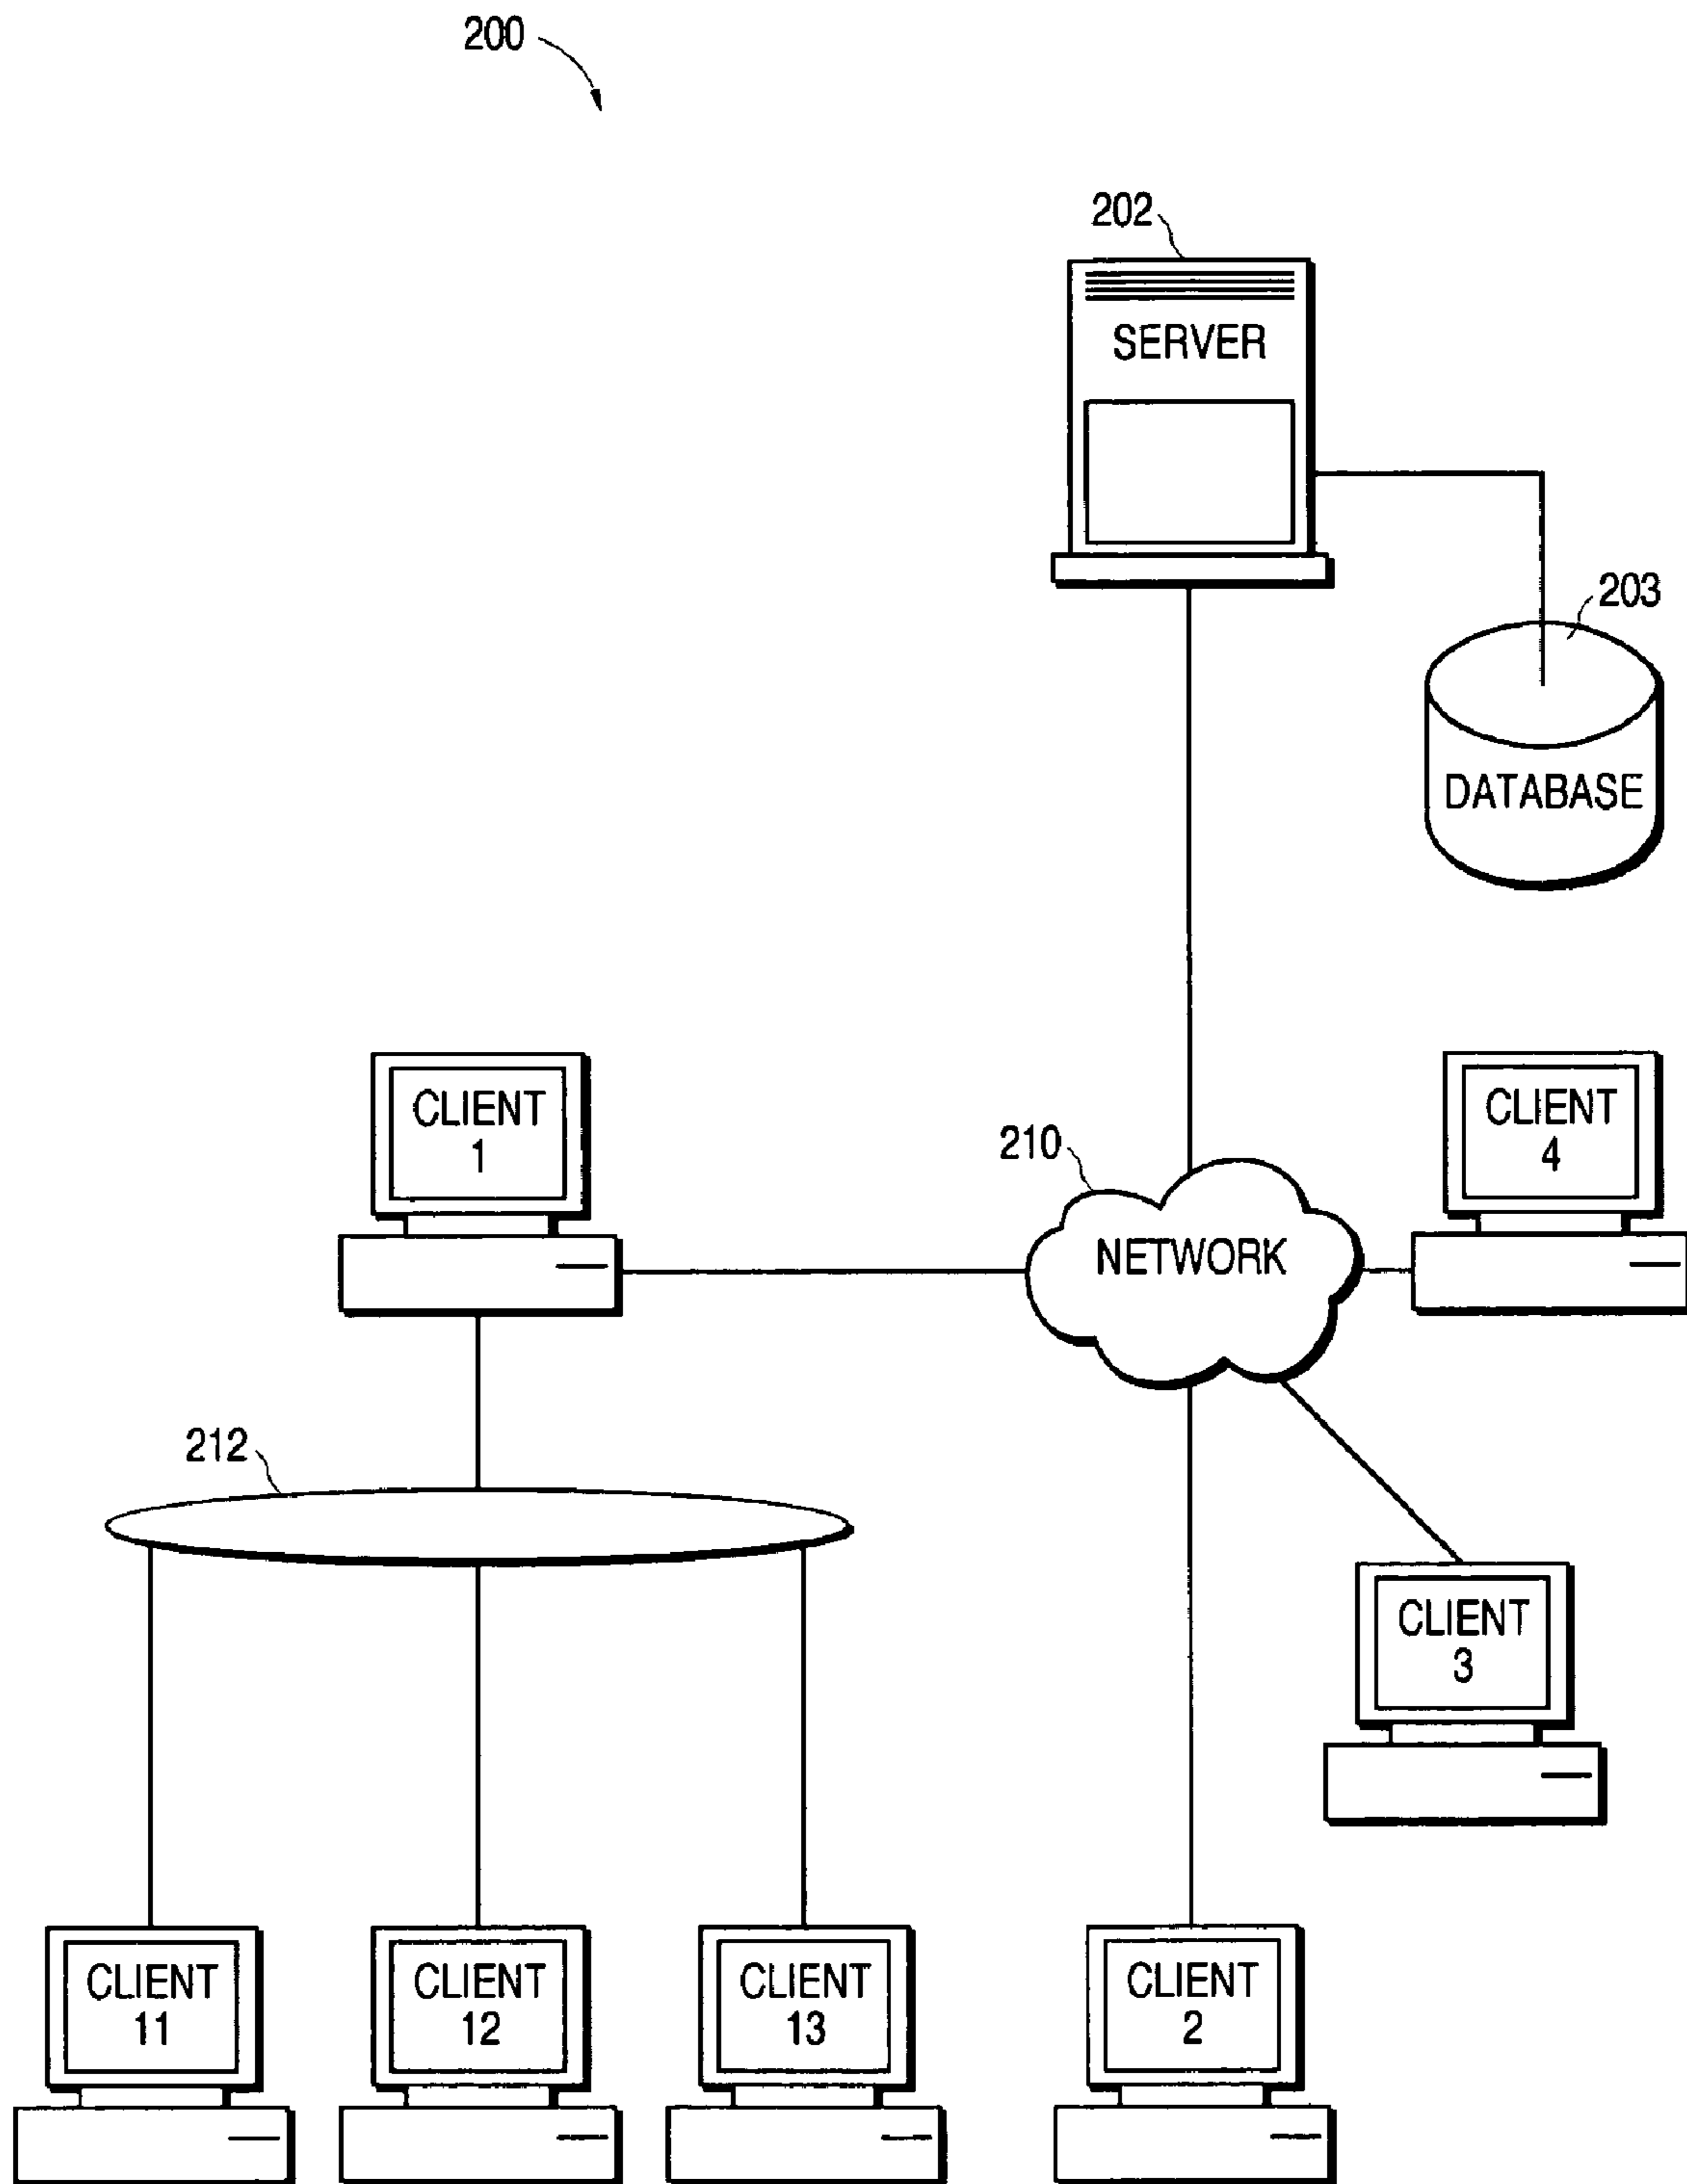 200
202
SERVER
203
DATABASE
CLIENT
1
210
NETWORK
CLIENT
4
212
CLIENT
3
CLIENT
11
CLIENT
12
CLIENT
13
CLIENT
2